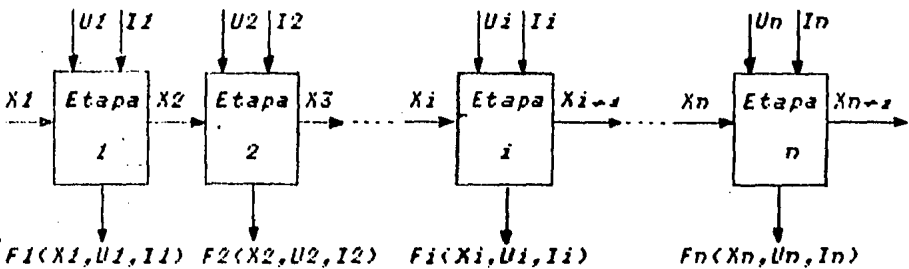 U1 I1 U2 I2 Ui Ii Un In
X1 Etapa X2 Etapa X3 Xi Etapa Xi+1 Xn Etapa Xn+1
1 2 i n
F1(X1,U1,I1) F2(X2,U2,I2) Fi(Xi,Ui,Ii) Fn(Xn,Un,In)